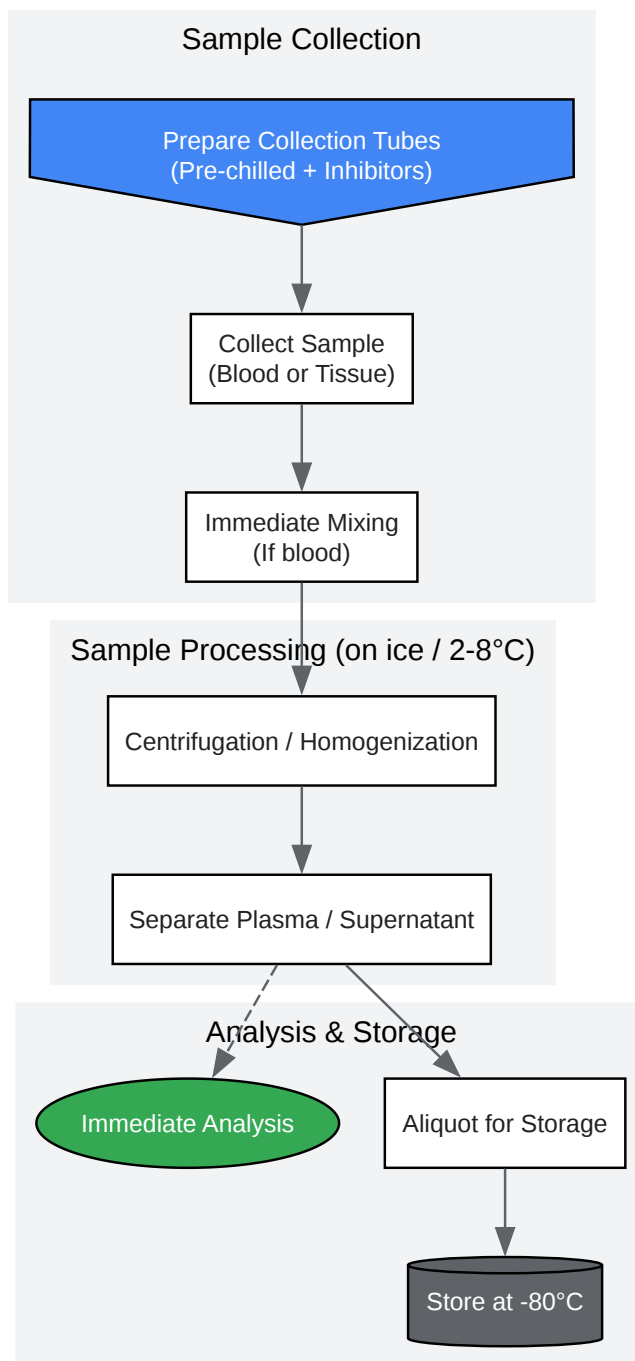 Sample Collection
Prepare Collection Tubes
(Pre-chilled + Inhibitors)
Collect Sample
(Blood or Tissue)
Immediate Mixing
(If blood)
Sample Processing (on ice / 2-8°C)
Centrifugation / Homogenization
Separate Plasma / Supernatant
Analysis & Storage
Immediate Analysis
Aliquot for Storage
Store at -80°C